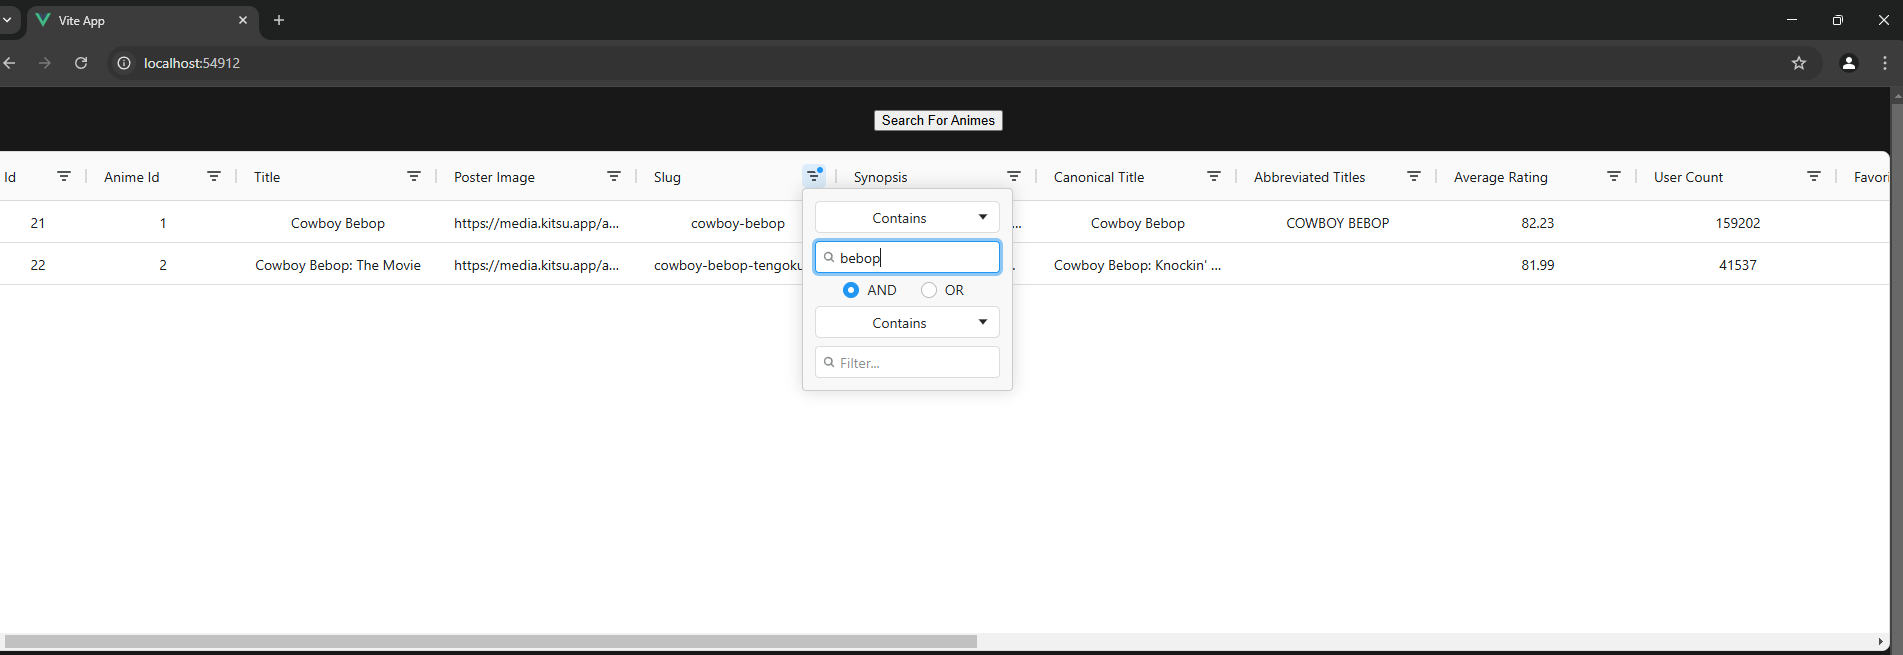 Vite App
localhost:54912
Search For Animes
Id Anime Id Title Poster Image Slug Synopsis Canonical Title Abbreviated Titles Average Rating User Count Favori
21 1 Cowboy Bebop https://media.kitsu.app/a... cowboy-bebop ... Cowboy Bebop COWBOY BEBOP 82.23 159202
22 2 Cowboy Bebop: The Movie https://media.kitsu.app/a... cowboy-bebop-tengoku . Cowboy Bebop: Knockin' ... 81.99 41537
Contains
bebop
AND OR
Contains
Filter...